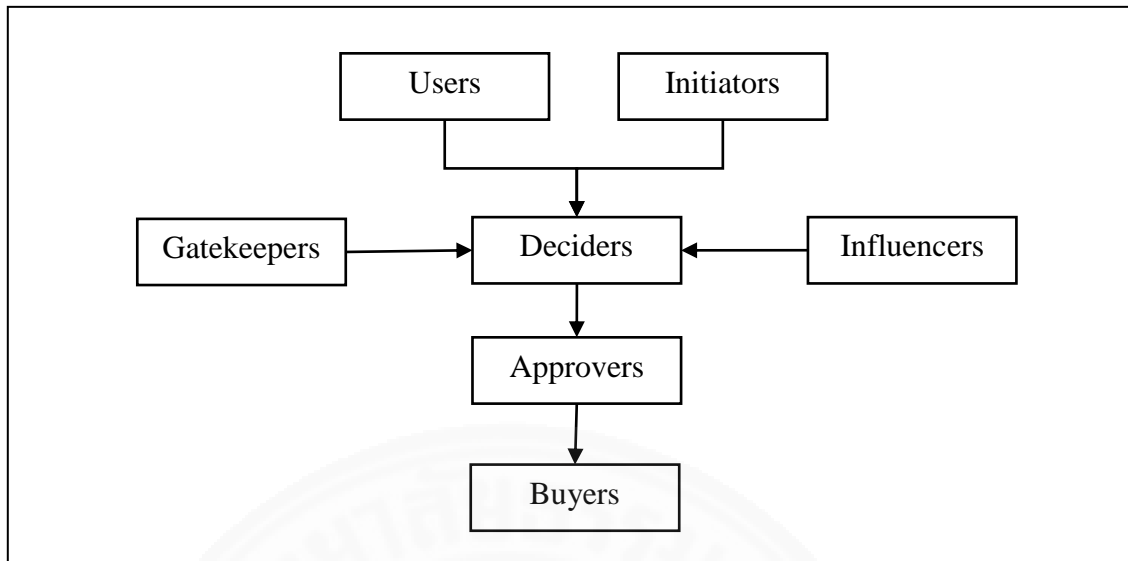 Users
Initiators
Gatekeepers
Deciders
Influencers
Approvers
Buyers